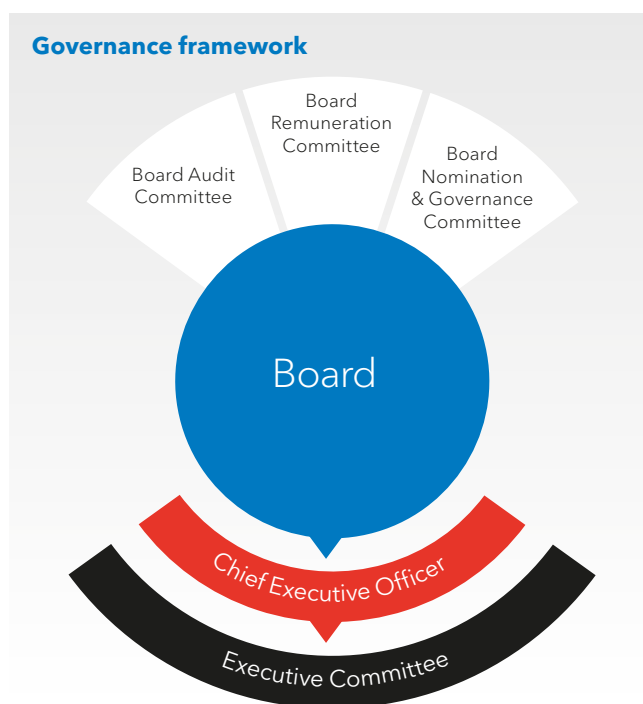 Governance framework
Board
Remuneration
Committee
Board Audit
Committee
Board
Nomination
& Governance
Committee
Board
Chief Executive Officer
Executive Committee